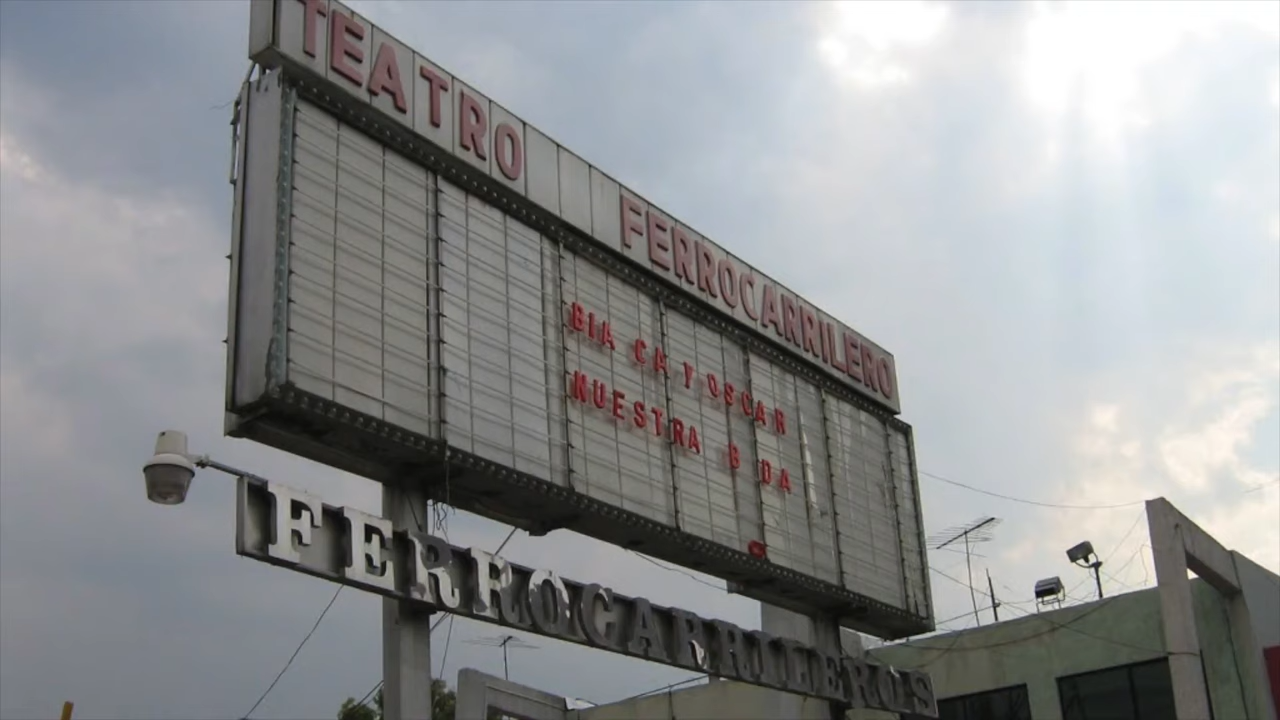 TEATRO FERROCARRILERO
BIA CA Y OSCAR
NUESTRA B DA
FERROCARRILEROS